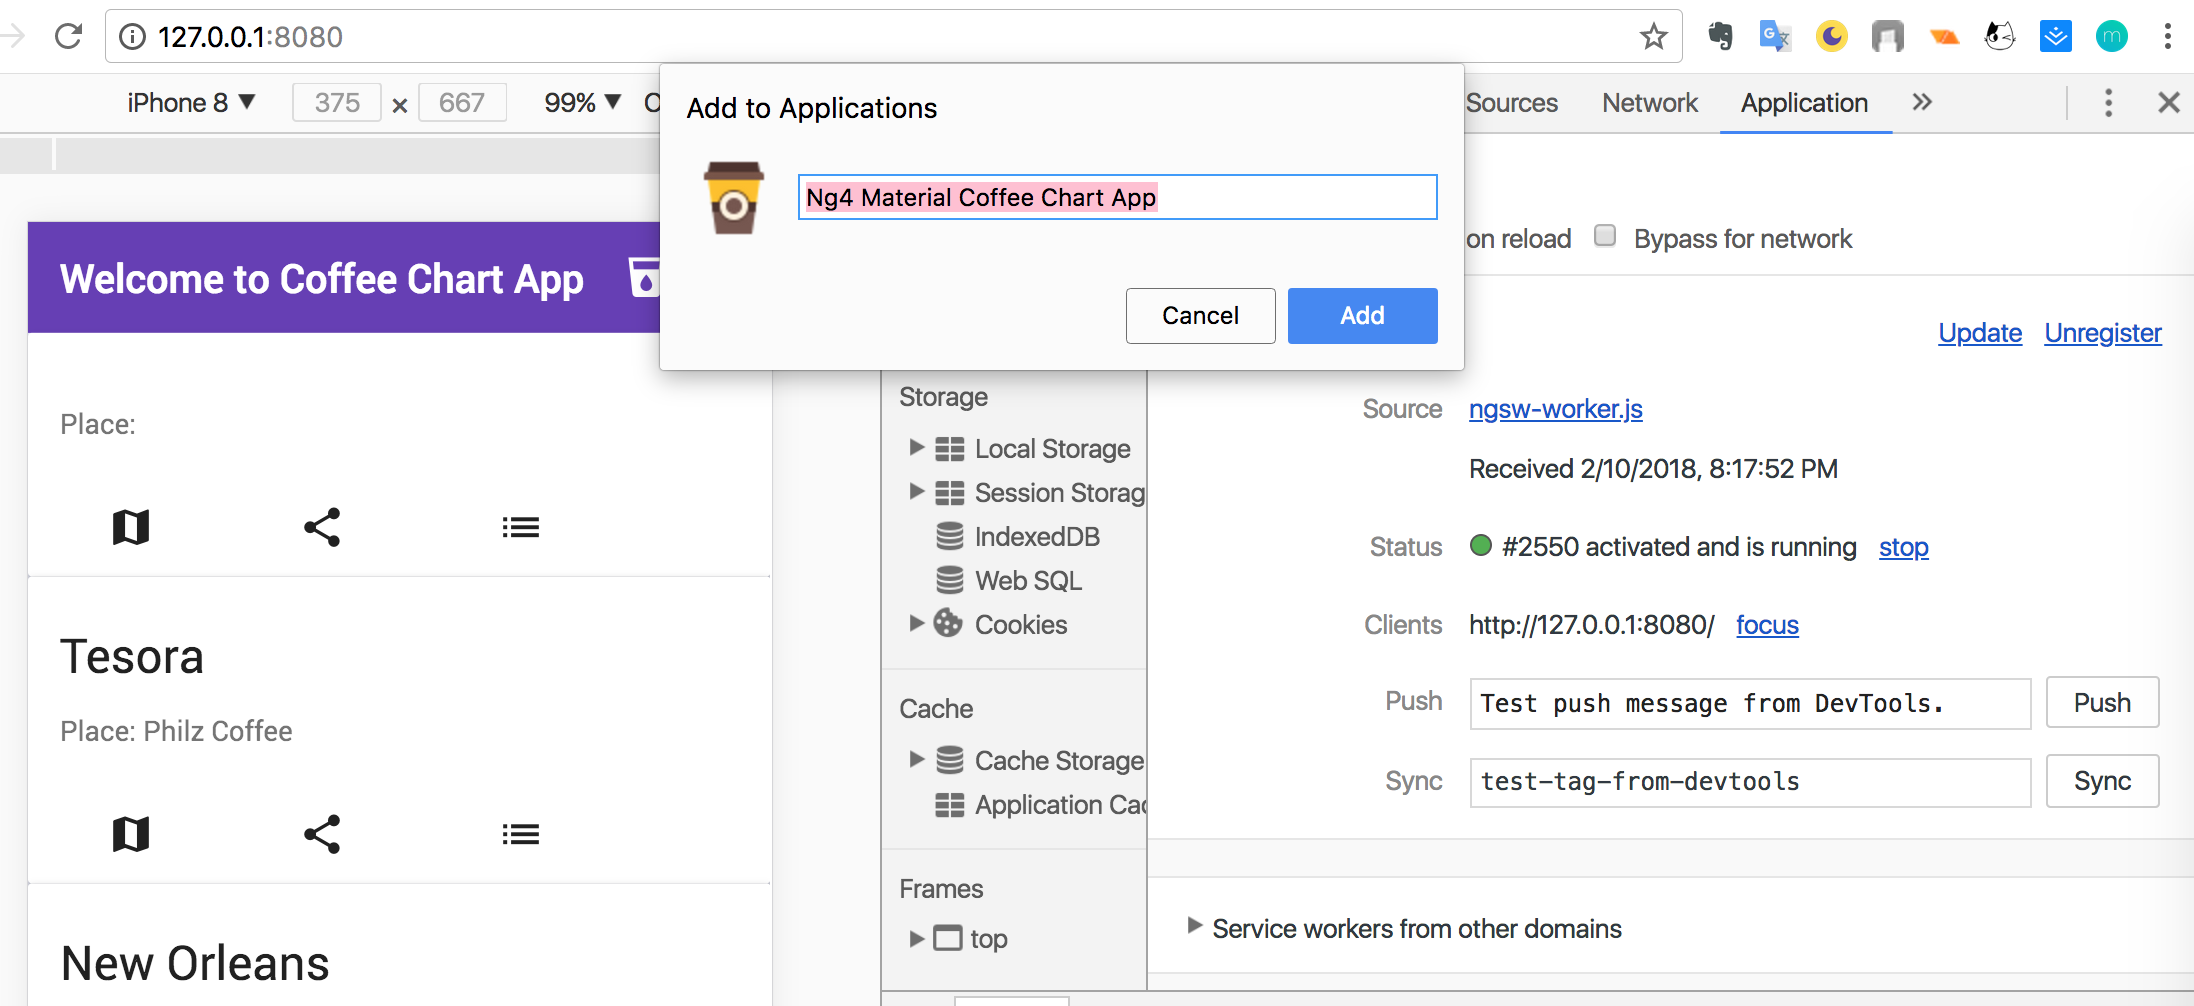 127.0.0.1:8080
m
iPhone 8 ▼ 375 × 667 99% ▼
Sources Network Application »
Add to Applications
Ng4 Material Coffee Chart App
Cancel Add
on reload Bypass for network
Welcome to Coffee Chart App
Update Unregister
Place:
Storage
Local Storage
Session Storag
IndexedDB
Web SQL
Cookies
Source ngsw-worker.js
Received 2/10/2018, 8:17:52 PM
Status #2550 activated and is running stop
Clients http://127.0.0.1:8080/ focus
Push Test push message from DevTools. Push
Sync test-tag-from-devtools Sync
Tesora
Place: Philz Coffee
Cache
Cache Storage
Application Cac
Frames
top
Service workers from other domains
New Orleans